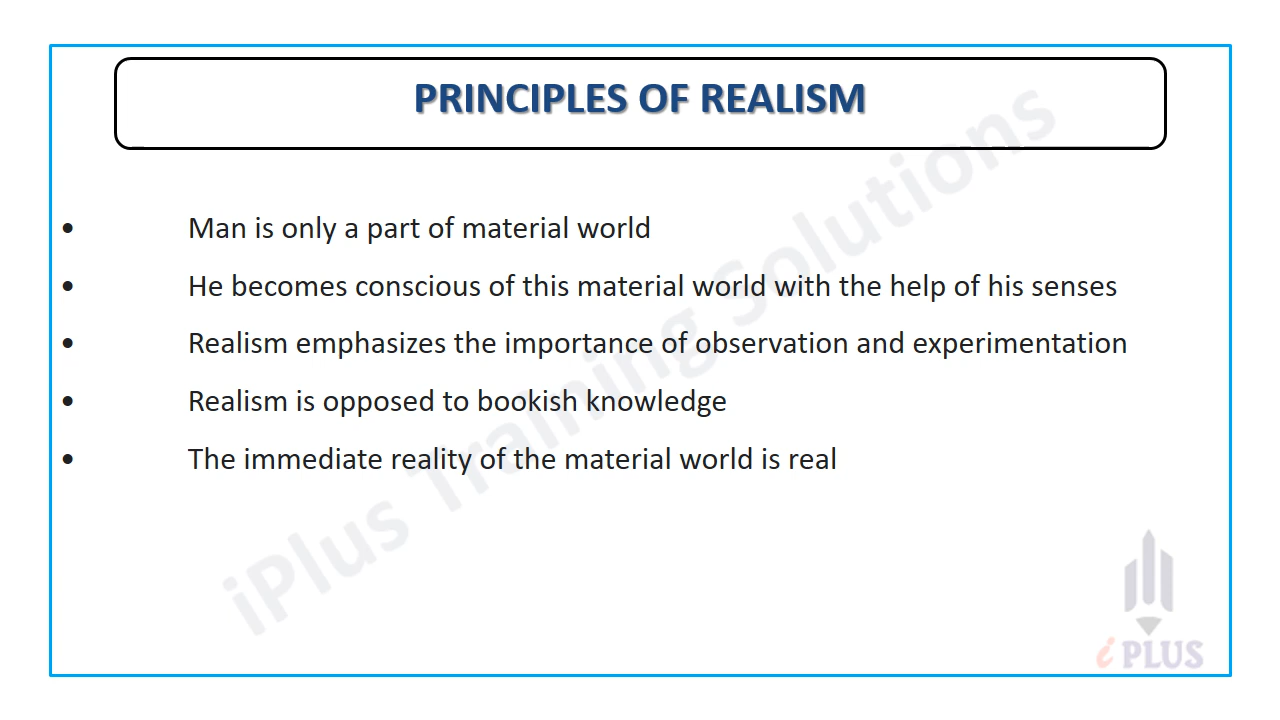 PRINCIPLES OF REALISM
• Man is only a part of material world
• He becomes conscious of this material world with the help of his senses
• Realism emphasizes the importance of observation and experimentation
• Realism is opposed to bookish knowledge
• The immediate reality of the material world is real
iPlus Training Solutions
i PLUS